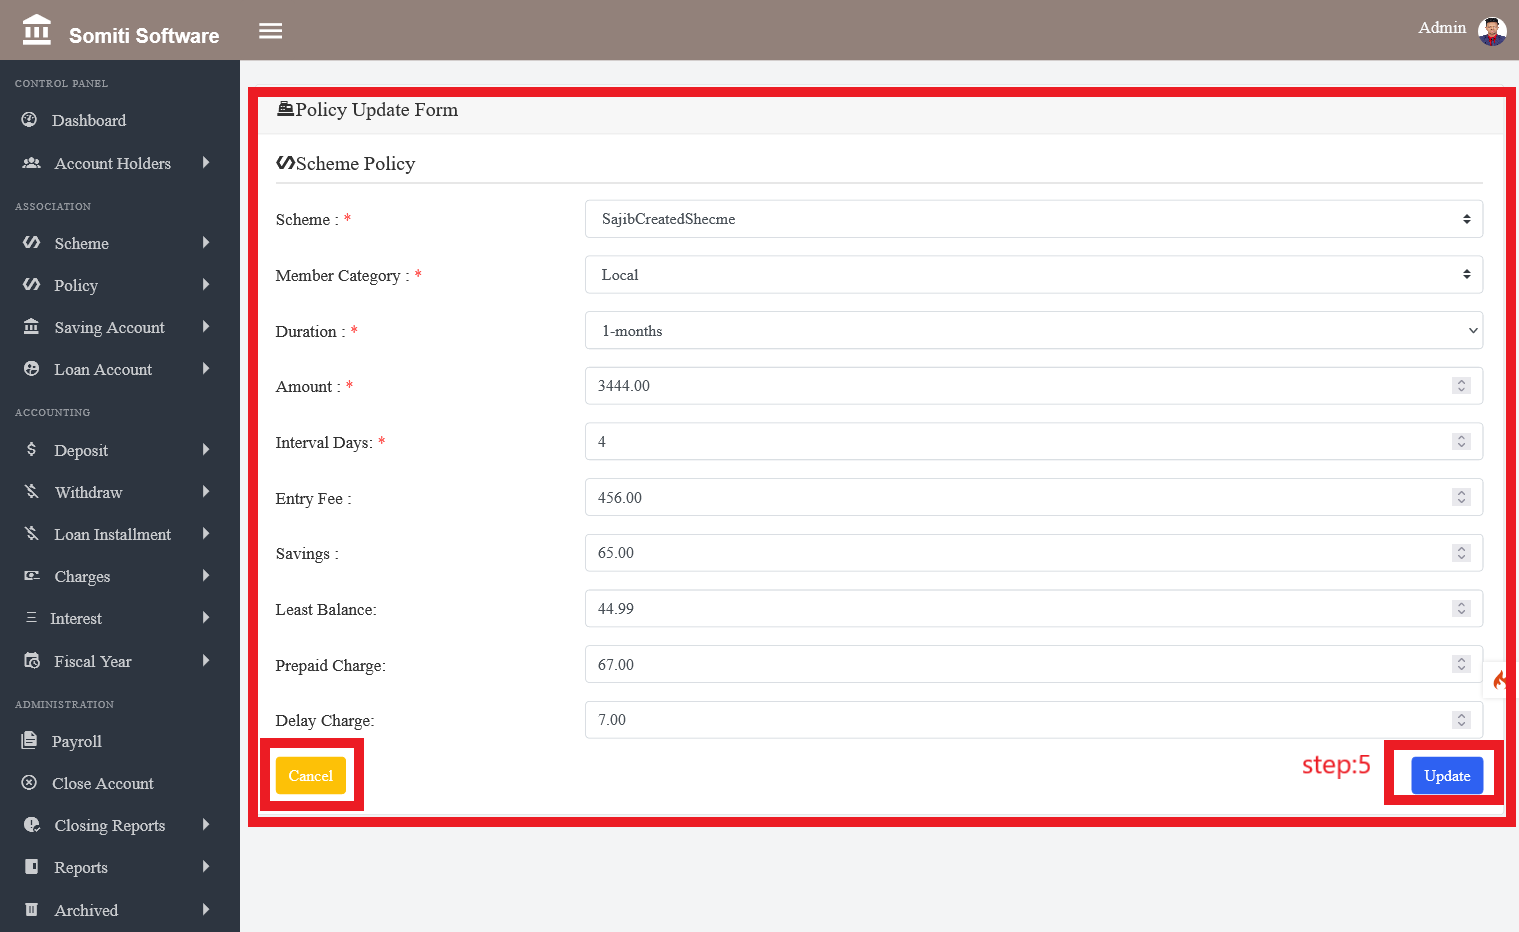 Somiti Software
Admin
CONTROL PANEL
Dashboard
Account Holders
ASSOCIATION
Scheme
Policy
Saving Account
Loan Account
ACCOUNTING
Deposit
Withdraw
Loan Installment
Charges
Interest
Fiscal Year
ADMINISTRATION
Payroll
Close Account
Closing Reports
Reports
Archived
Policy Update Form
Scheme Policy
Scheme : * SajibCreatedShecme
Member Category : * Local
Duration : * 1-months
Amount : * 3444.00
Interval Days: * 4
Entry Fee : 456.00
Savings : 65.00
Least Balance: 44.99
Prepaid Charge: 67.00
Delay Charge: 7.00
Cancel step:5 Update